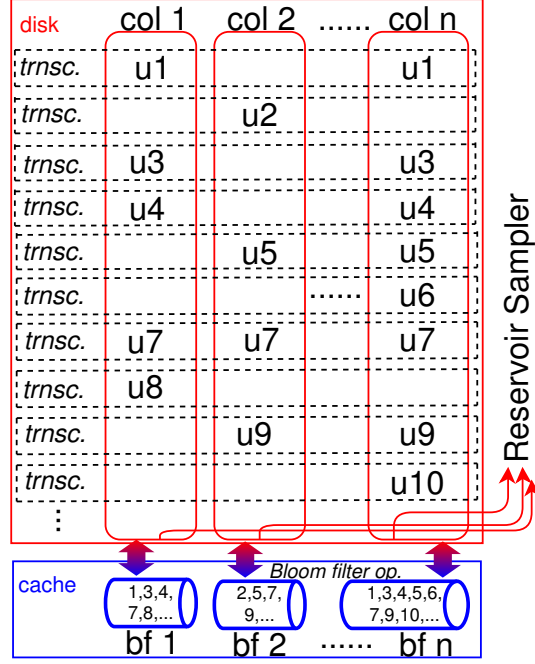 disk col 1 col 2 ...... col n
trnsc. u1 u1
trnsc. u2
trnsc. u3 u3
trnsc. u4 u4
trnsc. u5 u5
trnsc. ...... u6
trnsc. u7 u7 u7
trnsc. u8
trnsc. u9 u9
trnsc. u10
...
Reservoir Sampler
Bloom filter op.
cache
1,3,4,
7,8,...
2,5,7,
9,...
1,3,4,5,6,
7,9,10,...
bf 1 bf 2 ...... bf n